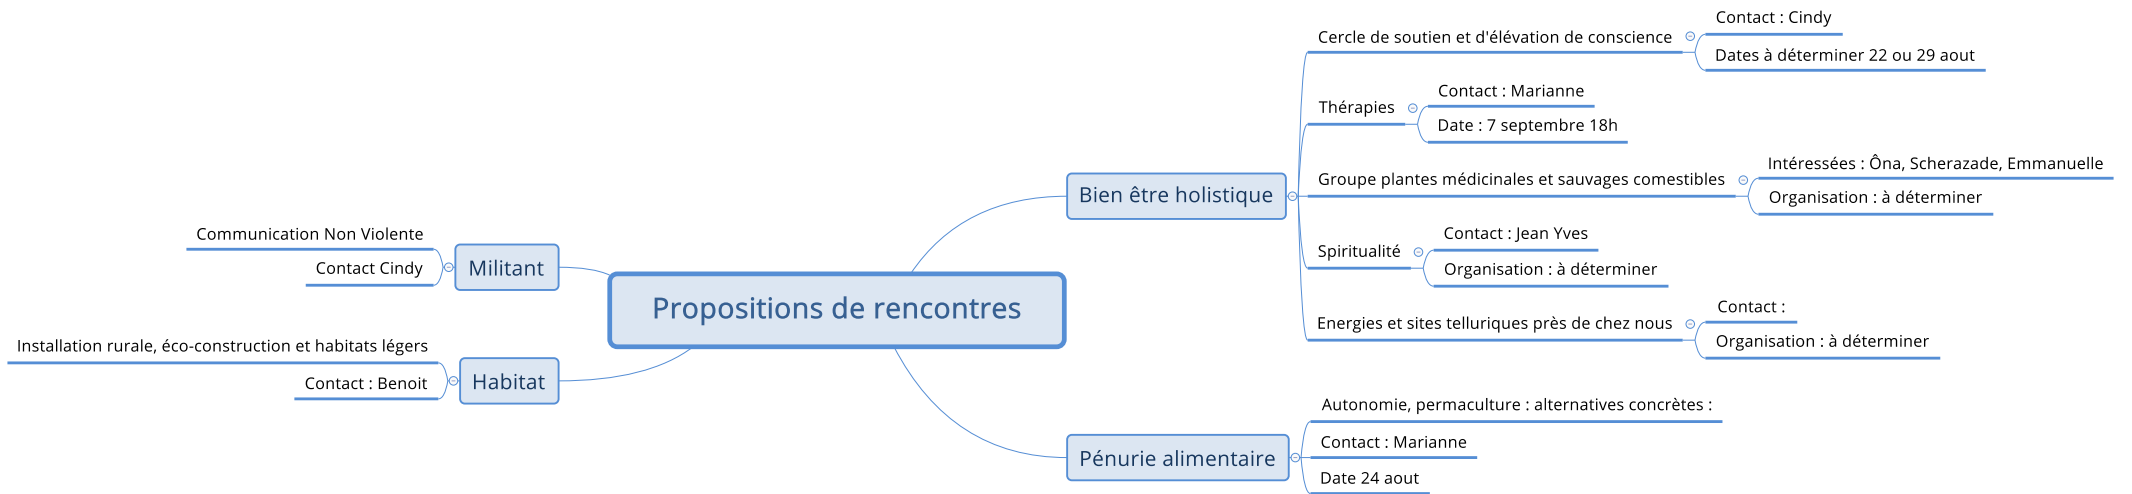 Propositions de rencontres
Bien être holistique
Cercle de soutien et d'élévation de conscience
Contact : Cindy
Dates à déterminer 22 ou 29 aout
Thérapies
Contact : Marianne
Date : 7 septembre 18h
Groupe plantes médicinales et sauvages comestibles
Intéressées : Ôna, Scherazade, Emmanuelle
Organisation : à déterminer
Spiritualité
Contact : Jean Yves
Organisation : à déterminer
Energies et sites telluriques près de chez nous
Contact :
Organisation : à déterminer
Pénurie alimentaire
Autonomie, permaculture : alternatives concrètes :
Contact : Marianne
Date 24 aout
Militant
Communication Non Violente
Contact Cindy
Habitat
Installation rurale, éco-construction et habitats légers
Contact : Benoit